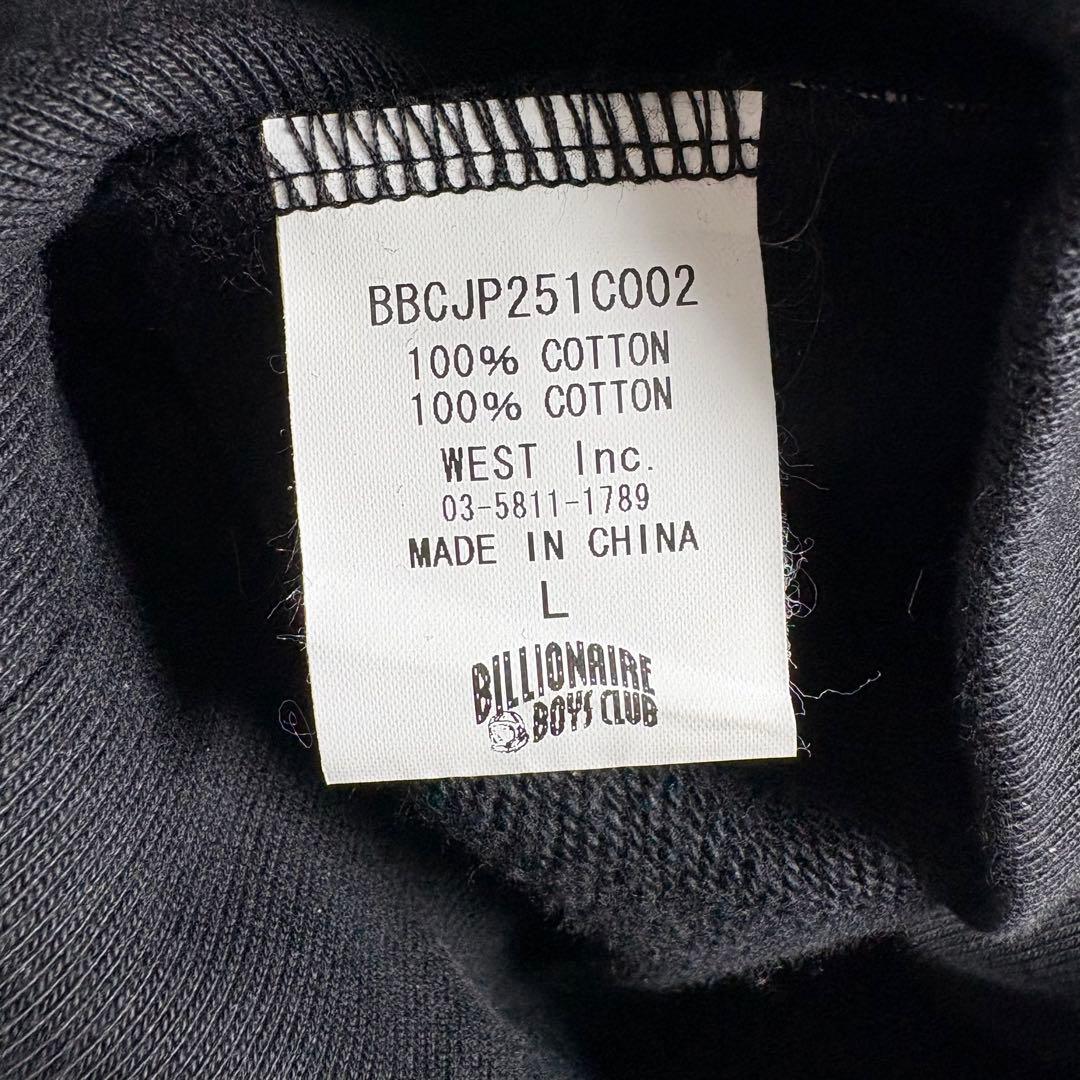 BBCJP251C002
100% COTTON
100% COTTON
WEST Inc.
03-5811-1789
MADE IN CHINA
L
BILLIONAIRE
BOYS CLUB